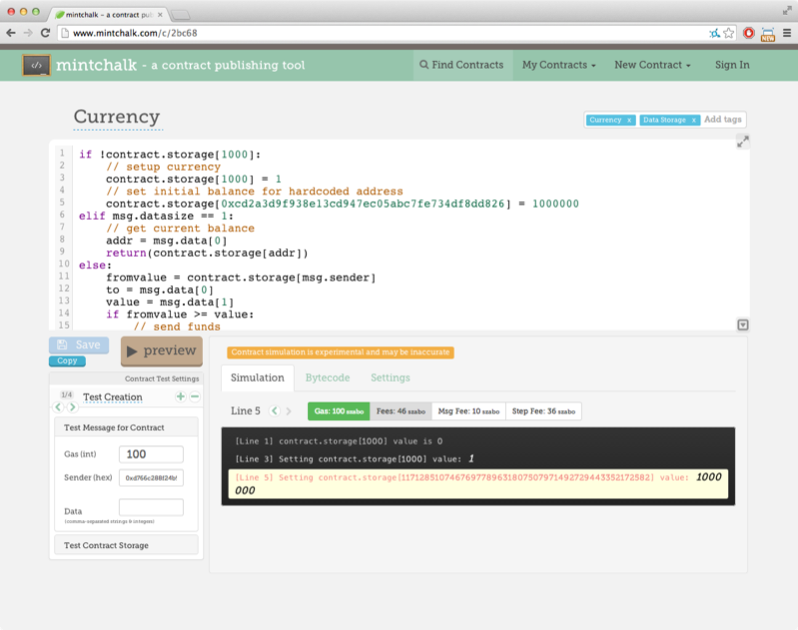 mintchalk – a contract pub
www.mintchalk.com/c/2bc68
</> mintchalk - a contract publishing tool
Find Contracts My Contracts New Contract Sign In
Currency
Currency x Data Storage x Add tags
1 if !contract.storage[1000]:
2 // setup currency
3 contract.storage[1000] = 1
4 // set initial balance for hardcoded address
5 contract.storage[0xcd2a3d9f938e13cd947ec05abc7fe734df8dd826] = 1000000
6 elif msg.datasize == 1:
7 // get current balance
8 addr = msg.data[0]
9 return(contract.storage[addr])
10 else:
11 fromvalue = contract.storage[msg.sender]
12 to = msg.data[0]
13 value = msg.data[1]
14 if fromvalue >= value:
15 // send funds
Save
Copy
preview
Contract Test Settings
1/4 Test Creation
Test Message for Contract
Gas (int) 100
Sender (hex)
Data
(comma-separated strings & integers)
Test Contract Storage
Contract simulation is experimental and may be inaccurate
Simulation Bytecode Settings
Line 5 Gas: 100 szabo Fees: 46 szabo Msg Fee: 10 szabo Step Fee: 36 szabo
[Line 1] contract.storage[1000] value is 0
[Line 3] Setting contract.storage[1000] value: 1
[Line 5] Setting contract.storage[1171285107467697789631807507971492729443352172582] value: 1000
000